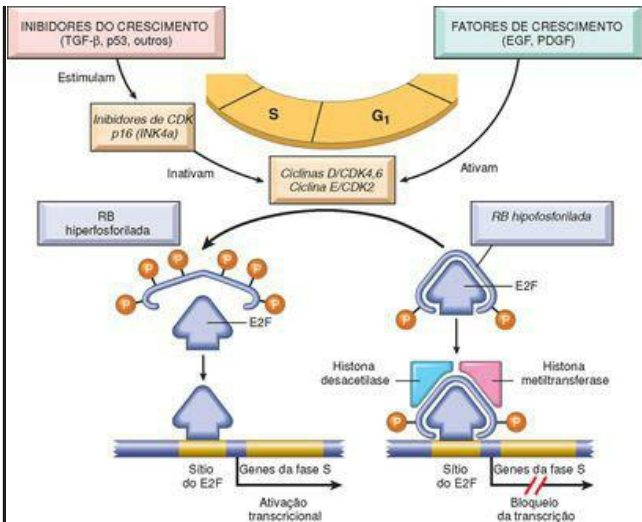 INIBIDORES DO CRESCIMENTO
(TGF-β, p53, outros)
FATORES DE CRESCIMENTO
(EGF, PDGF)
Estimulam
S
G1
Inibidores de CDK
p16 (INK4a)
Inativam
Ciclinas D/CDK4,6
Ciclina E/CDK2
Ativam
RB
hiperfosforilada
RB hipofosforilada
P
P
P
P
P
P
E2F
E2F
P
P
Histona
desacetilase
Histona
metiltransferase
P
P
Sítio
do E2F
Genes da fase S
Ativação
transcricional
Sítio
do E2F
Genes da fase S
Bloqueio
da transcrição